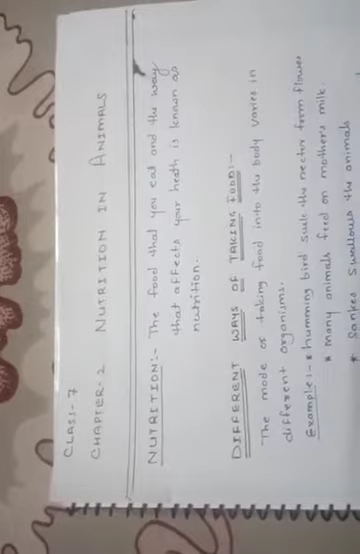 CLASS-7
CHAPTER-2 NUTRITION IN ANIMALS
NUTRITION:- The food that you eat and the way
that affects your heath is known as
nutrition.
DIFFERENT WAYS OF TAKING FOOD:-
The mode of taking food into the body varies in
different organisms.
Example:- * humming bird suck the nectar from flower
* many animals feed on mother's milk.
* Sankes swallows the animals